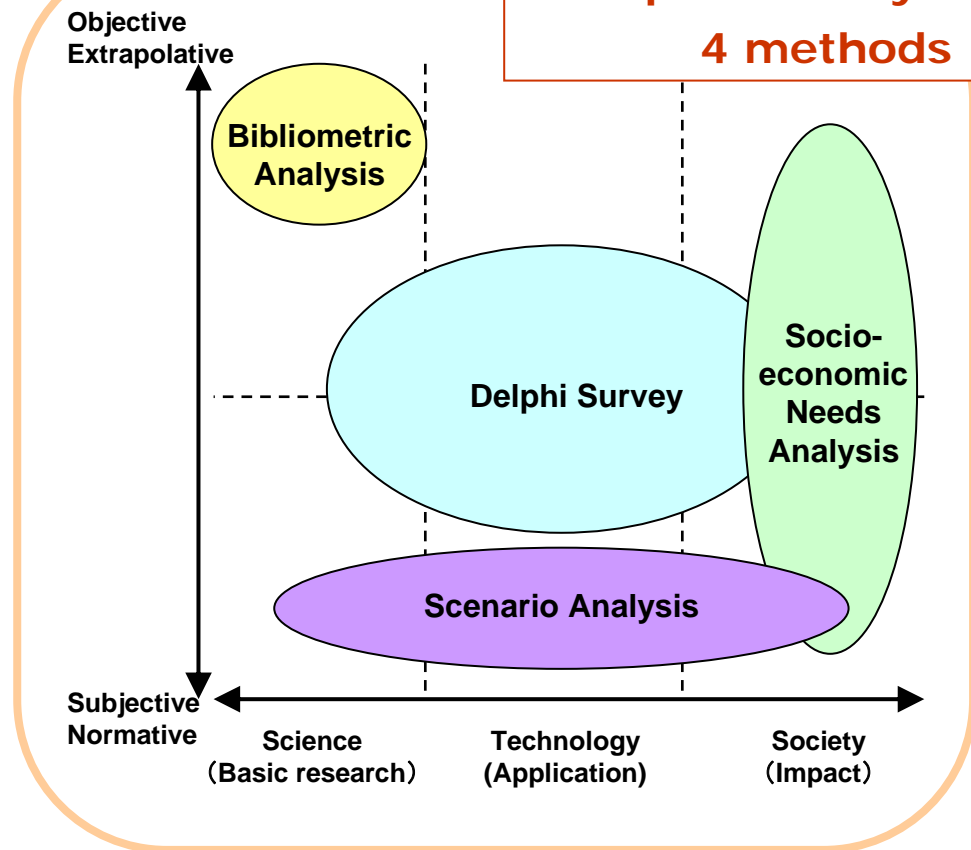 4 methods
Objective
Extrapolative
Bibliometric
Analysis
Socio-
economic
Needs
Analysis
Delphi Survey
Scenario Analysis
Subjective
Normative
Science
（Basic research）
Technology
(Application)
Society
（Impact）